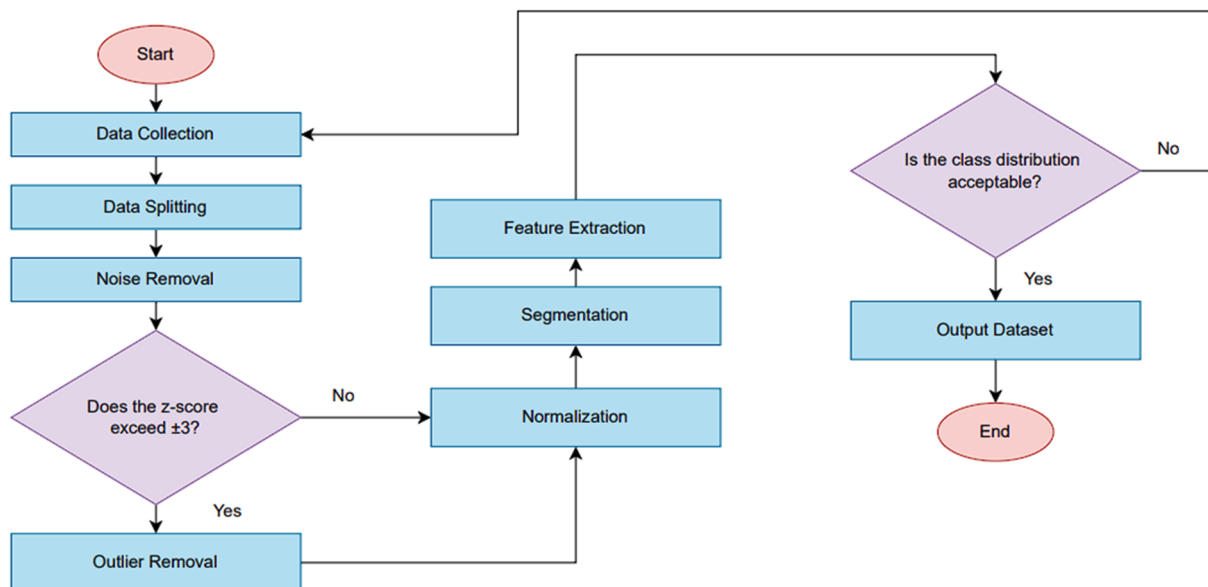 Start
Data Collection
Data Splitting
Noise Removal
Does the z-score
exceed ±3?
No
Yes
Outlier Removal
Normalization
Segmentation
Feature Extraction
Is the class distribution
acceptable?
No
Yes
Output Dataset
End